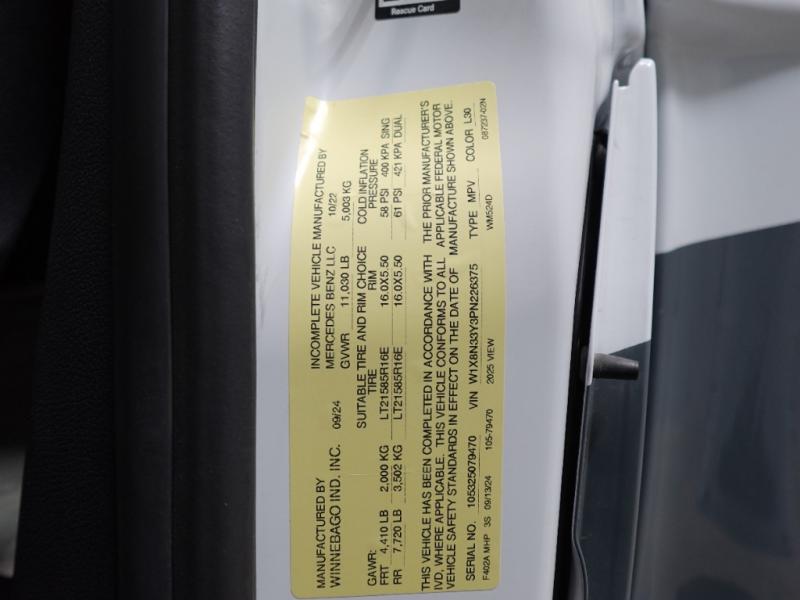 Rescue Card
MANUFACTURED BY INCOMPLETE VEHICLE MANUFACTURED BY
WINNEBAGO IND. INC. 09/24 MERCEDES BENZ LLC 10/22
GVWR 11,030 LB 5,003 KG
GAWR: SUITABLE TIRE AND RIM CHOICE COLD INFLATION
TIRE RIM PRESSURE
FRT 4,410 LB 2,000 KG LT21585R16E 16.0X5.50 58 PSI 400 KPA SING
RR 7,720 LB 3,502 KG LT21585R16E 16.0X5.50 61 PSI 421 KPA DUAL
THIS VEHICLE HAS BEEN COMPLETED IN ACCORDANCE WITH THE PRIOR MANUFACTURER'S
IVD, WHERE APPLICABLE. THIS VEHICLE CONFORMS TO ALL APPLICABLE FEDERAL MOTOR
VEHICLE SAFETY STANDARDS IN EFFECT ON THE DATE OF MANUFACTURE SHOWN ABOVE.
SERIAL NO. 105325079470 VIN W1X8N33Y3PN226375 TYPE MPV COLOR L30
F402A MHP 3S 09/13/24 105-79470 2025 VIEW WM524D 087237-02N